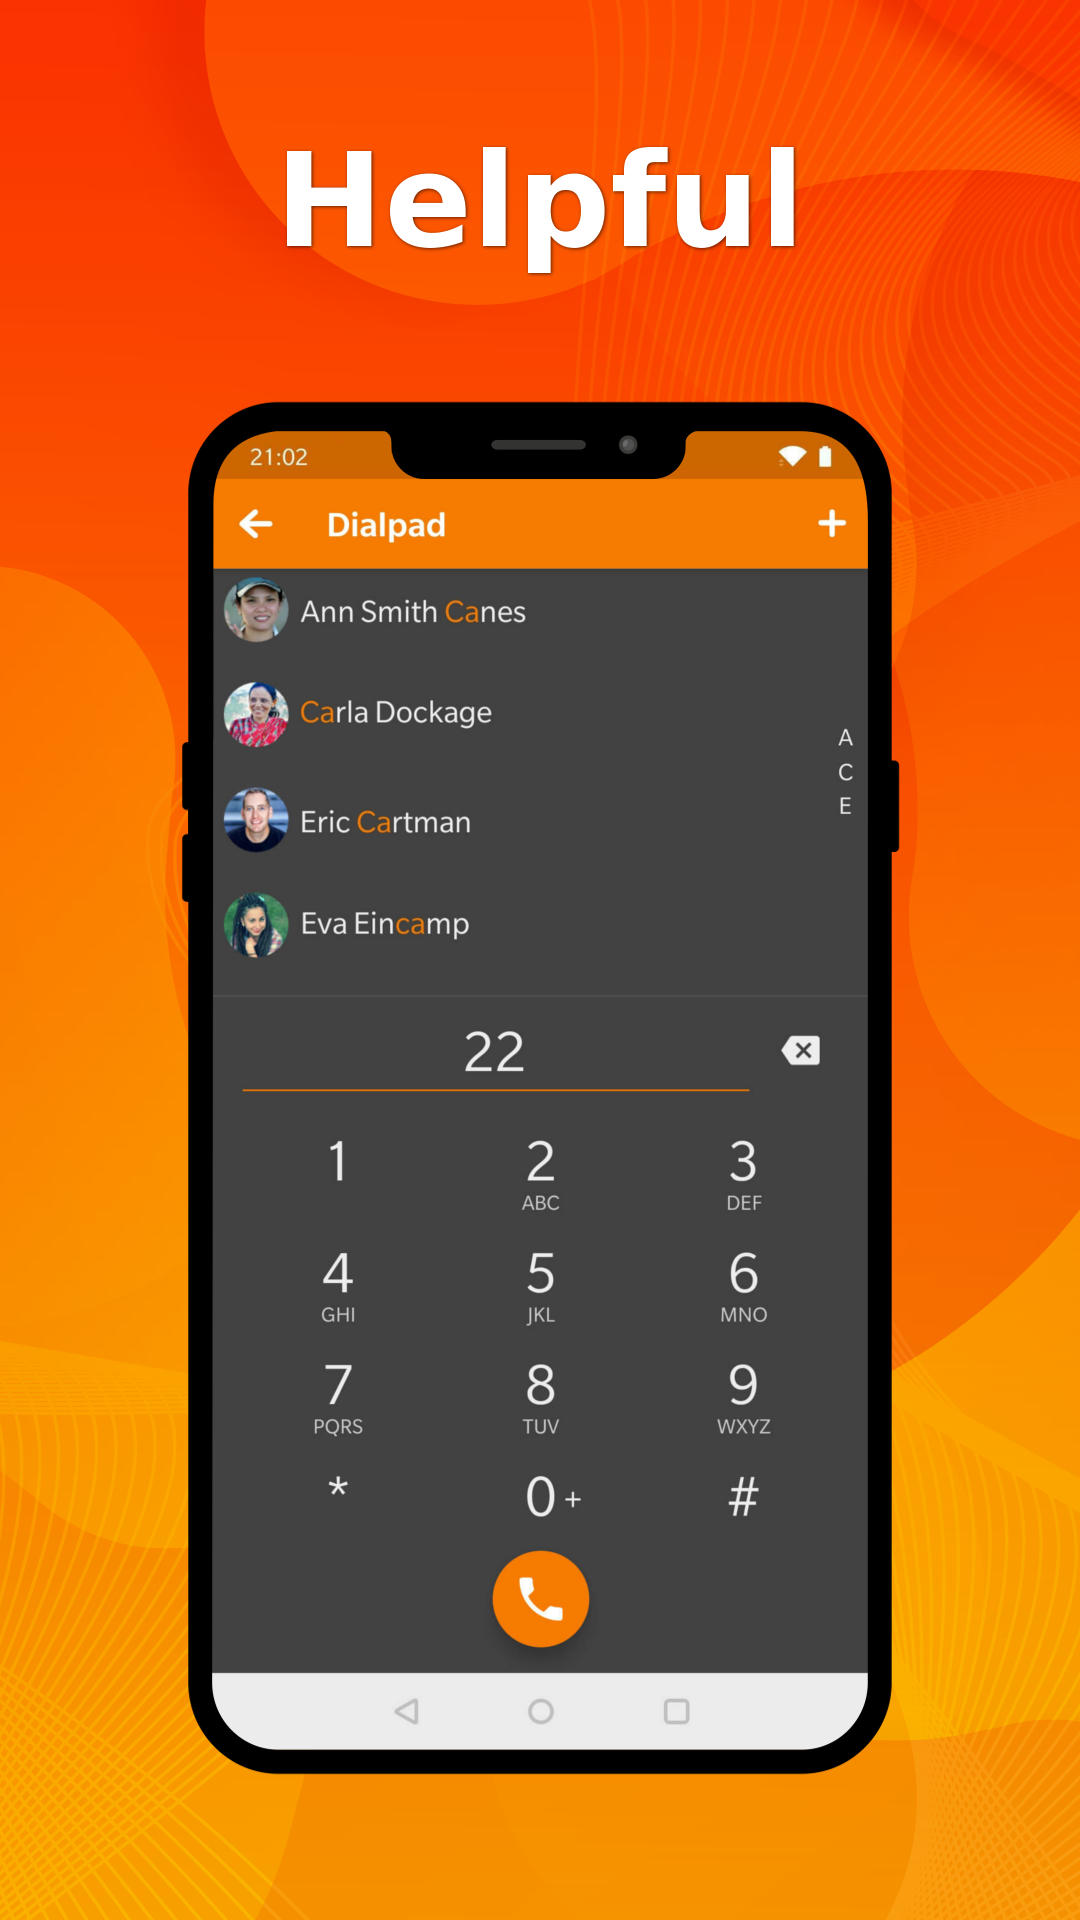 Helpful
21:02
Dialpad
Ann Smith Canes
Carla Dockage
Eric Cartman
Eva Eincamp
A
C
E
22
1 2 3
ABC DEF
4 5 6
GHI JKL MNO
7 8 9
PQRS TUV WXYZ
* 0 + #